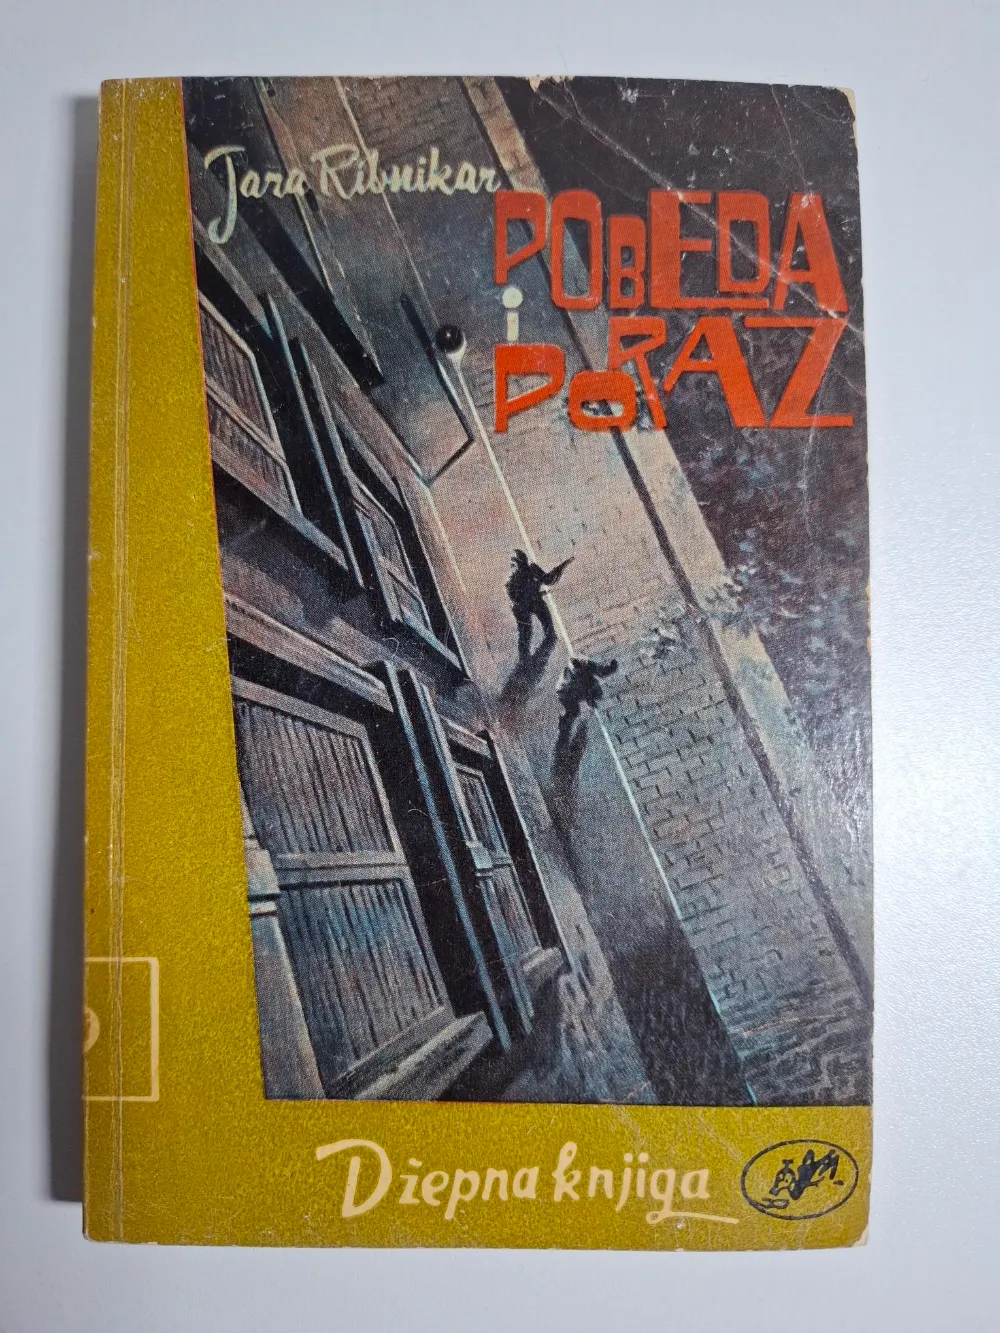 Jara Ribnikar
POBEDA
i
PORAZ
Džepna knjiga